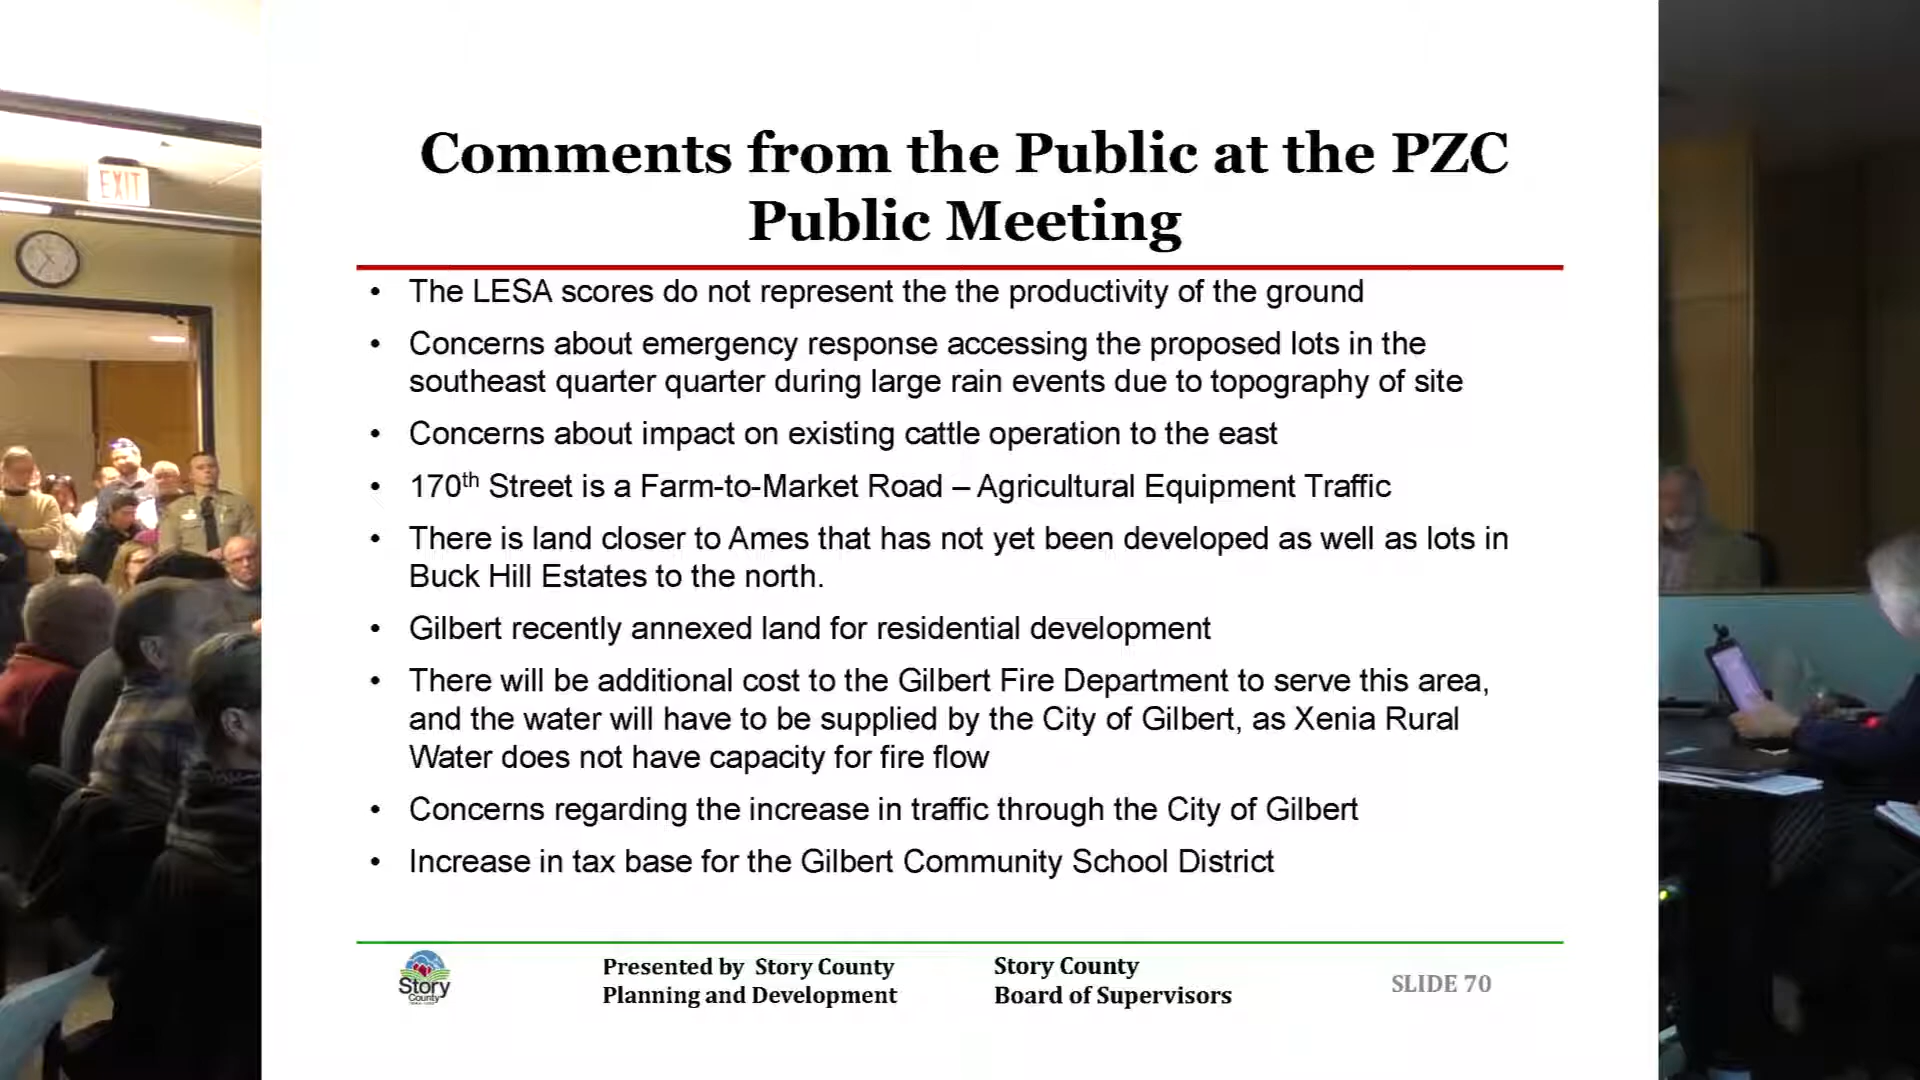 EXIT
Comments from the Public at the PZC
Public Meeting
• The LESA scores do not represent the the productivity of the ground
• Concerns about emergency response accessing the proposed lots in the
southeast quarter quarter during large rain events due to topography of site
• Concerns about impact on existing cattle operation to the east
• 170th Street is a Farm-to-Market Road – Agricultural Equipment Traffic
• There is land closer to Ames that has not yet been developed as well as lots in
Buck Hill Estates to the north.
• Gilbert recently annexed land for residential development
• There will be additional cost to the Gilbert Fire Department to serve this area,
and the water will have to be supplied by the City of Gilbert, as Xenia Rural
Water does not have capacity for fire flow
• Concerns regarding the increase in traffic through the City of Gilbert
• Increase in tax base for the Gilbert Community School District
Story
County
Presented by Story County
Planning and Development
Story County
Board of Supervisors
SLIDE 70